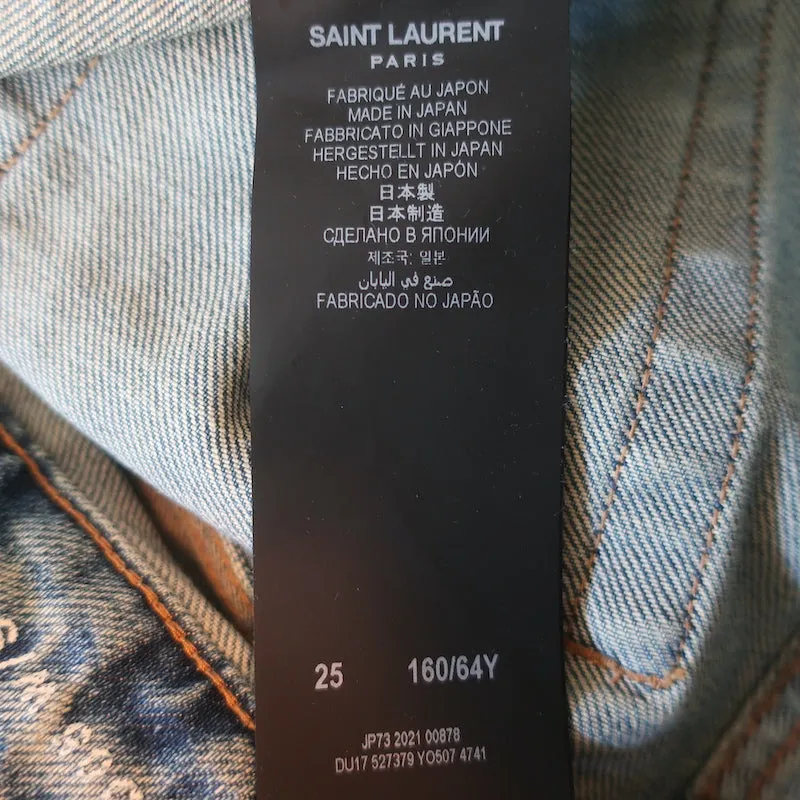 SAINT LAURENT
PARIS
FABRIQUÉ AU JAPON
MADE IN JAPAN
FABBRICATO IN GIAPPONE
HERGESTELLT IN JAPAN
HECHO EN JAPÓN
日本製
日本制造
СДЕЛАНО В ЯПОНИИ
제조국: 일본
صنع في اليابان
FABRICADO NO JAPÃO
25 160/64Y
JP73 2021 00878
DU17 527379 YO507 4741